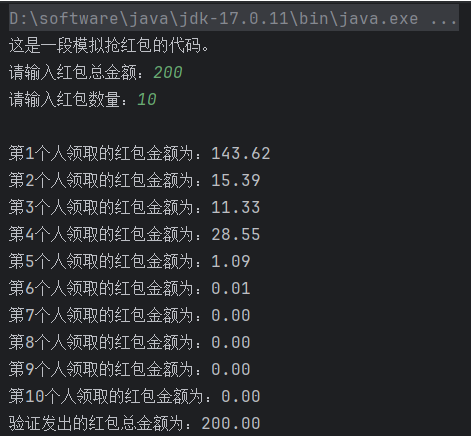 D:\software\java\jdk-17.0.11\bin\java.exe ...
这是一段模拟抢红包的代码。
请输入红包总金额：200
请输入红包数量：10
第1个人领取的红包金额为：143.62
第2个人领取的红包金额为：15.39
第3个人领取的红包金额为：11.33
第4个人领取的红包金额为：28.55
第5个人领取的红包金额为：1.09
第6个人领取的红包金额为：0.01
第7个人领取的红包金额为：0.00
第8个人领取的红包金额为：0.00
第9个人领取的红包金额为：0.00
第10个人领取的红包金额为：0.00
验证发出的红包总金额为：200.00